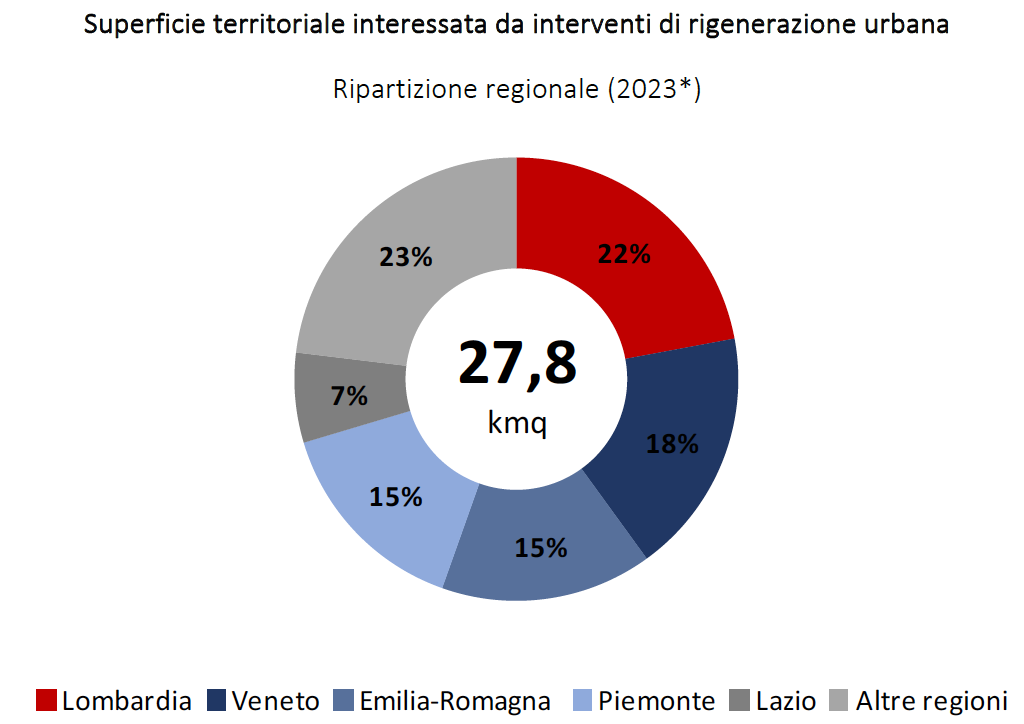 Superficie territoriale interessata da interventi di rigenerazione urbana
Ripartizione regionale (2023*)
23%
22%
27,8
kmq
7%
18%
15%
15%
Lombardia Veneto Emilia-Romagna Piemonte Lazio Altre regioni